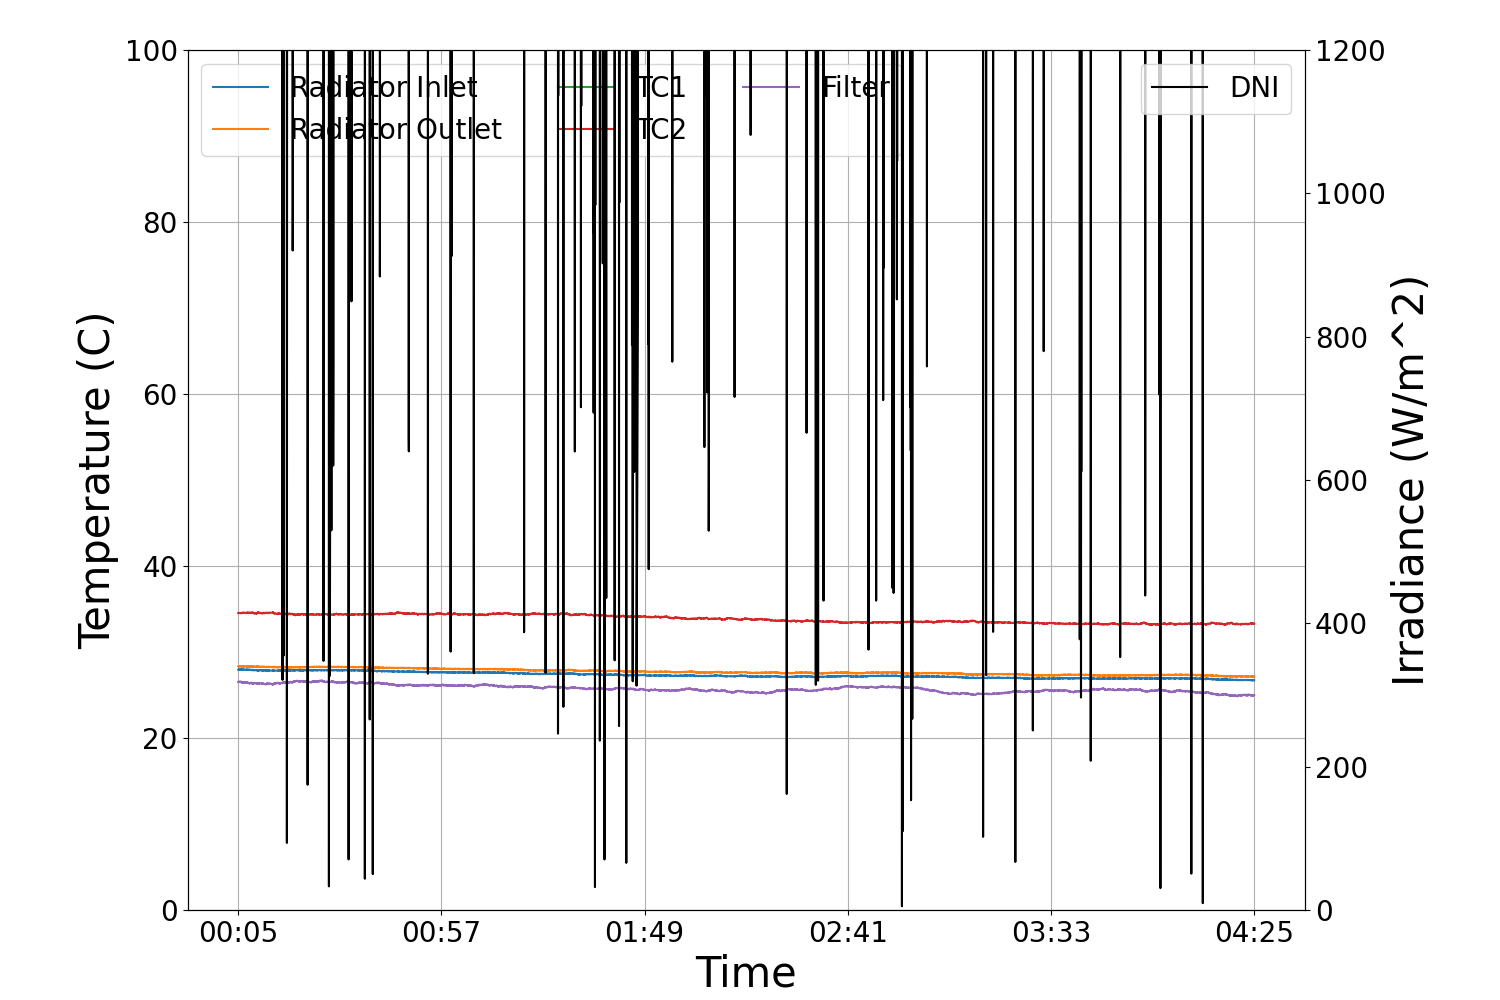 100
80
60
40
20
0
Temperature (C)
Radiator Inlet
Radiator Outlet
TC1
TC2
Filter
DNI
1200
1000
800
600
400
200
0
Irradiance (W/m^2)
00:05 00:57 01:49 02:41 03:33 04:25
Time